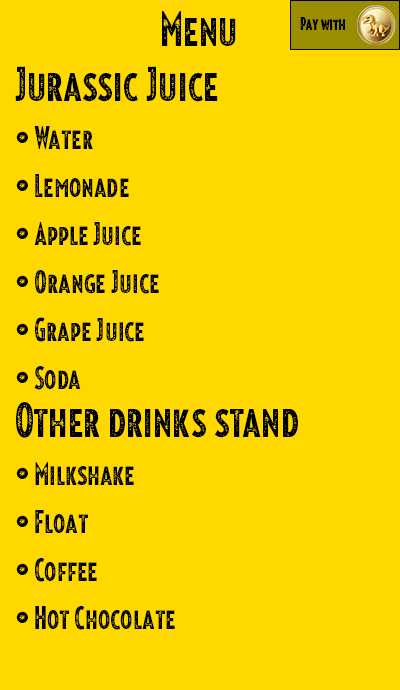 Menu
Pay with
Jurassic Juice
• Water
• Lemonade
• Apple Juice
• Orange Juice
• Grape Juice
• Soda
Other drinks stand
• Milkshake
• Float
• Coffee
• Hot Chocolate